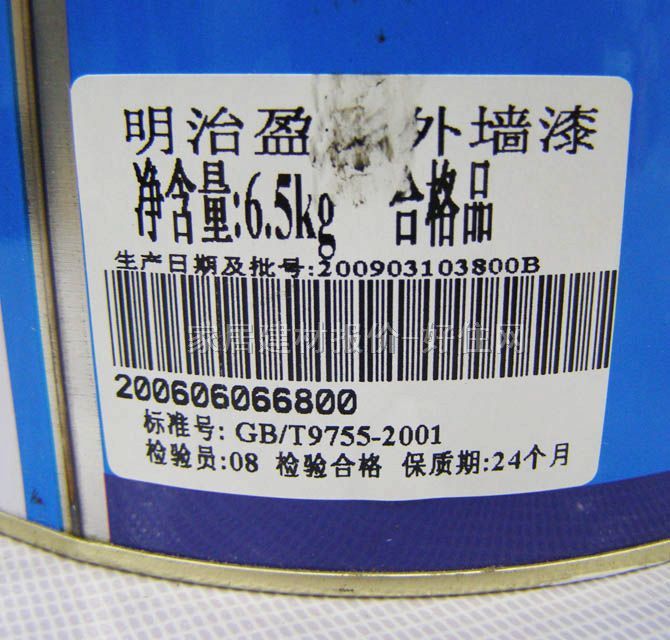 明治盈 外墙漆
净含量:6.5kg 合格品
生产日期及批号:200903103800B
家居建材报价-好住网
200606066800
标准号: GB/T9755-2001
检验员:08 检验合格 保质期:24个月